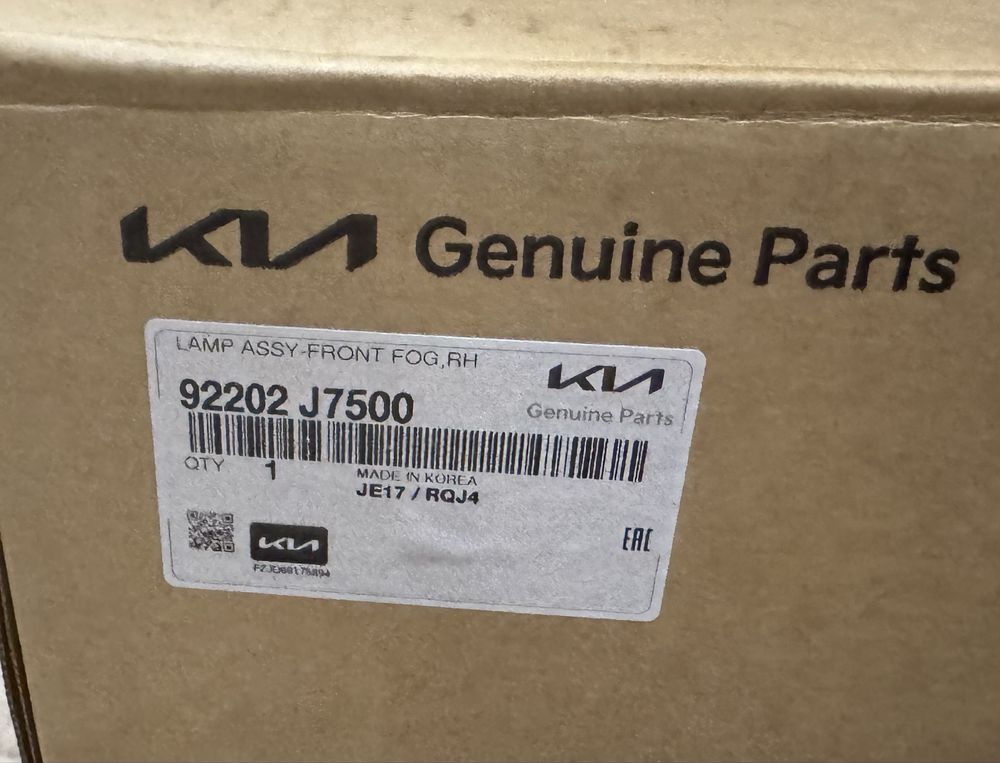 KIA Genuine Parts
LAMP ASSY-FRONT FOG,RH
KIA
Genuine Parts
92202 J7500
QTY 1
MADE IN KOREA
JE17 / RQJ4
KIA
EAC